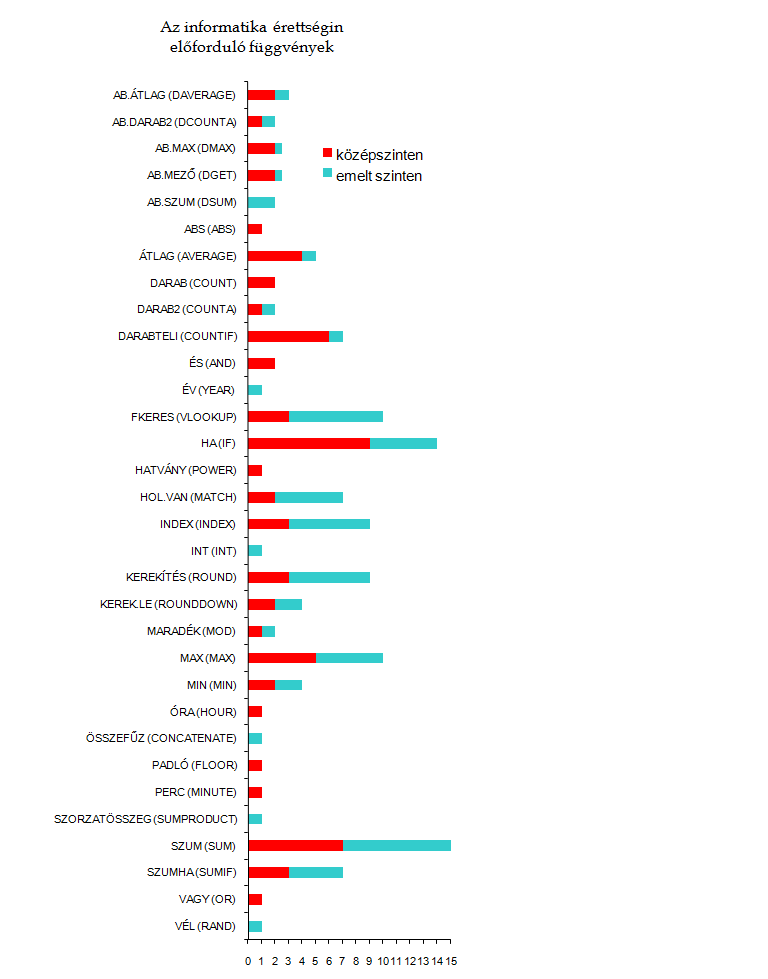 Az informatika érettségin
előforduló függvények
középszinten
emelt szinten
AB.ÁTLAG (DAVERAGE)
AB.DARAB2 (DCOUNTA)
AB.MAX (DMAX)
AB.MEZŐ (DGET)
AB.SZUM (DSUM)
ABS (ABS)
ÁTLAG (AVERAGE)
DARAB (COUNT)
DARAB2 (COUNTA)
DARABTELI (COUNTIF)
ÉS (AND)
ÉV (YEAR)
FKERES (VLOOKUP)
HA (IF)
HATVÁNY (POWER)
HOL.VAN (MATCH)
INDEX (INDEX)
INT (INT)
KEREKÍTÉS (ROUND)
KEREK.LE (ROUNDDOWN)
MARADÉK (MOD)
MAX (MAX)
MIN (MIN)
ÓRA (HOUR)
ÖSSZEFŰZ (CONCATENATE)
PADLÓ (FLOOR)
PERC (MINUTE)
SZORZATÖSSZEG (SUMPRODUCT)
SZUM (SUM)
SZUMHA (SUMIF)
VAGY (OR)
VÉL (RAND)
0 1 2 3 4 5 6 7 8 9 10 11 12 13 14 15